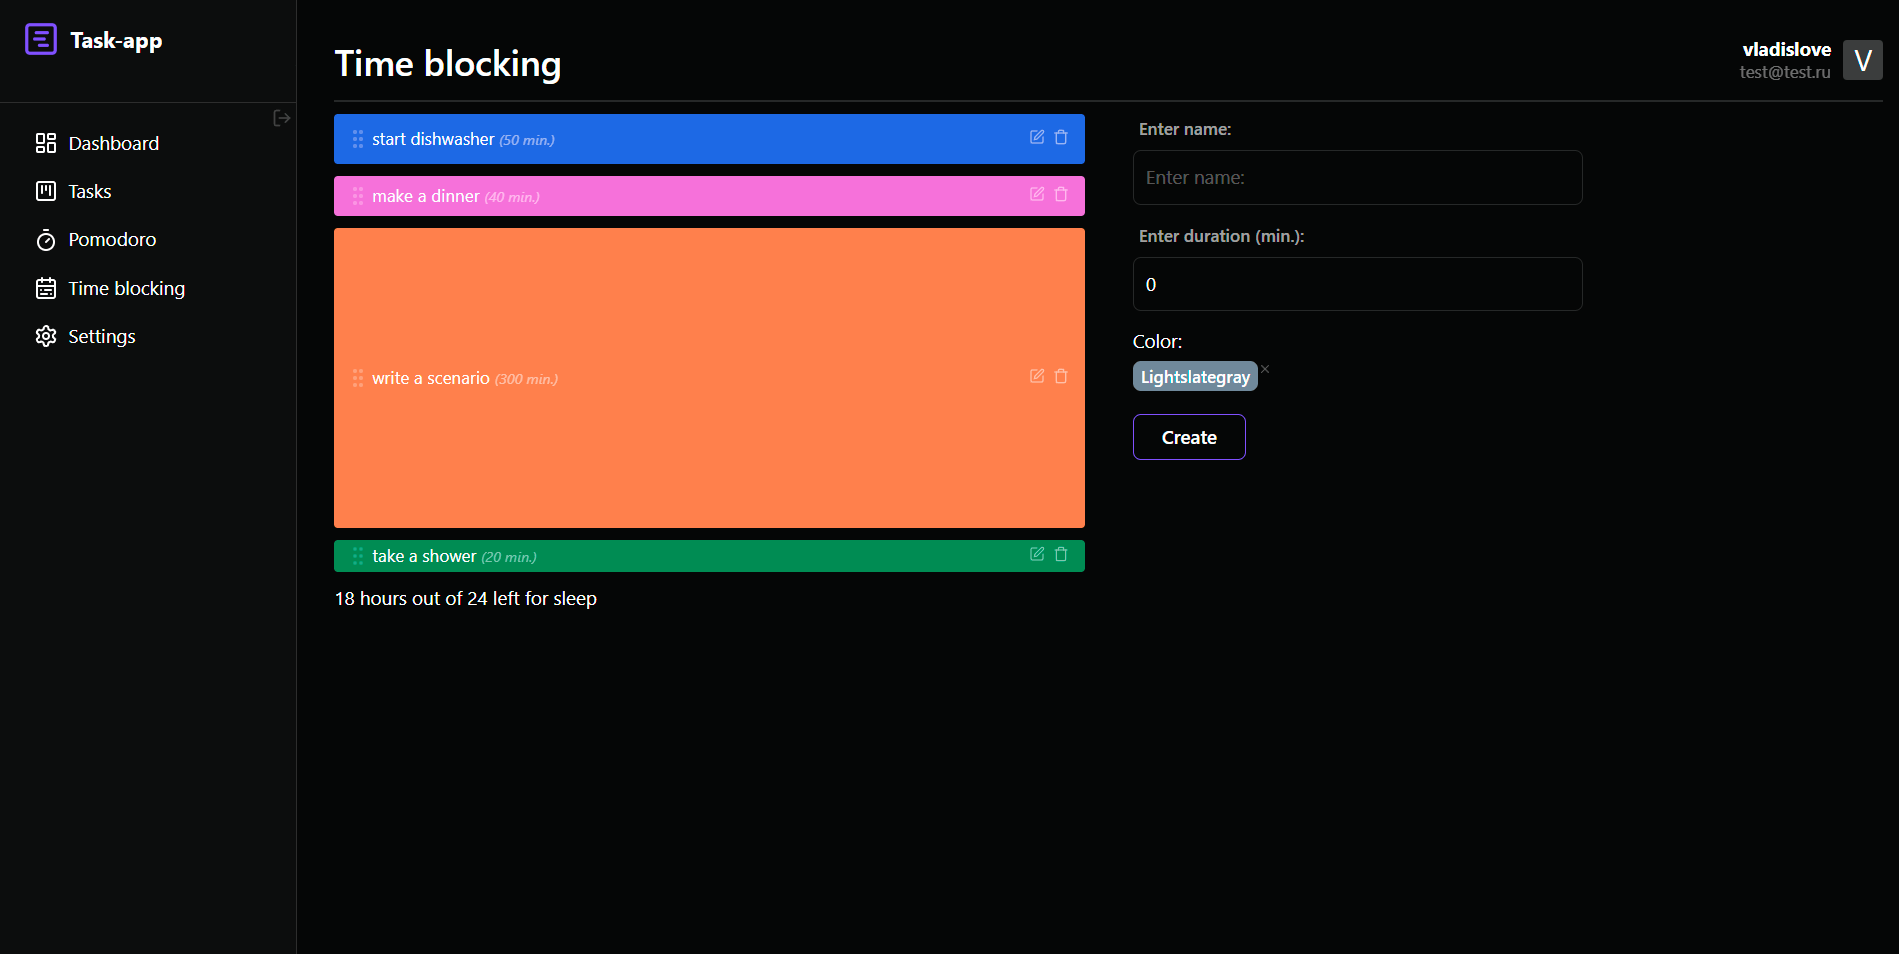 Task-app
Dashboard
Tasks
Pomodoro
Time blocking
Settings
Time blocking
vladislove
test@test.ru
V
start dishwasher (50 min.)
make a dinner (40 min.)
write a scenario (300 min.)
take a shower (20 min.)
18 hours out of 24 left for sleep
Enter name:
Enter name:
Enter duration (min.):
0
Color:
Lightslategray ×
Create